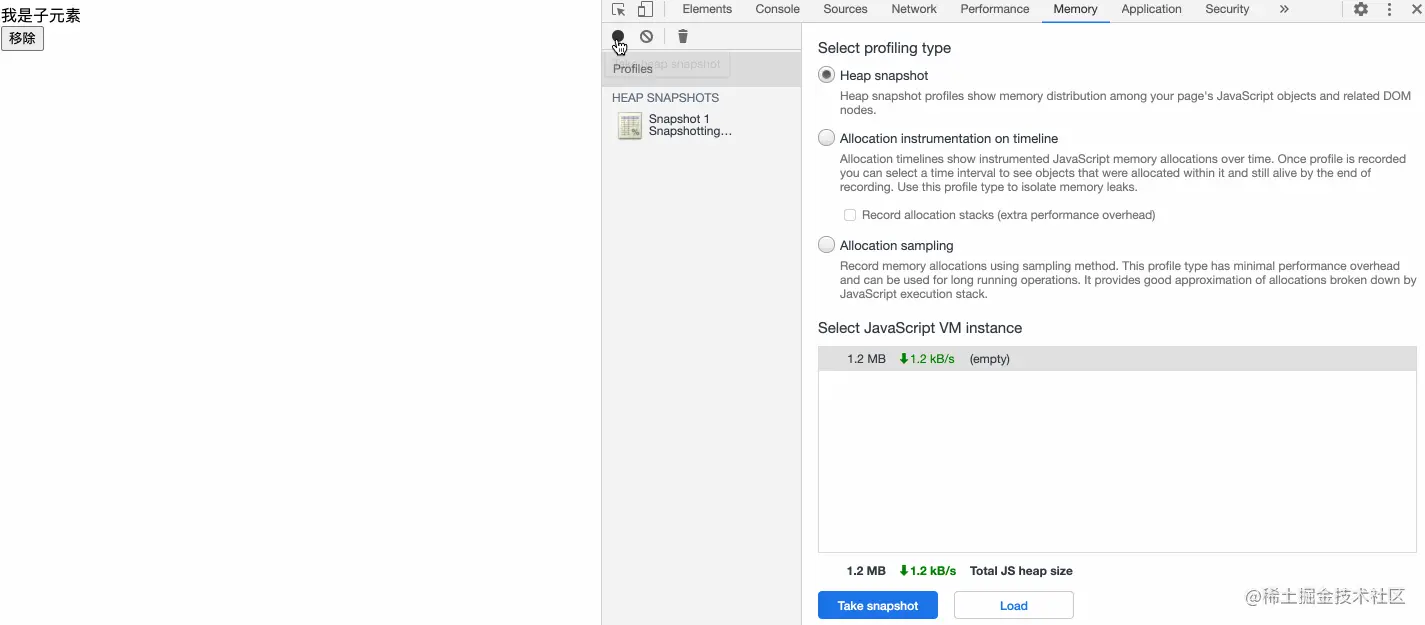 我是子元素
移除
Elements Console Sources Network Performance Memory Application Security »
Take heap snapshot
Profiles
HEAP SNAPSHOTS
Snapshot 1
Snapshotting…
Select profiling type
Heap snapshot
Heap snapshot profiles show memory distribution among your page's JavaScript objects and related DOM
nodes.
Allocation instrumentation on timeline
Allocation timelines show instrumented JavaScript memory allocations over time. Once profile is recorded
you can select a time interval to see objects that were allocated within it and still alive by the end of
recording. Use this profile type to isolate memory leaks.
Record allocation stacks (extra performance overhead)
Allocation sampling
Record memory allocations using sampling method. This profile type has minimal performance overhead
and can be used for long running operations. It provides good approximation of allocations broken down by
JavaScript execution stack.
Select JavaScript VM instance
1.2 MB 1.2 kB/s (empty)
1.2 MB 1.2 kB/s Total JS heap size
Take snapshot Load
@稀土掘金技术社区